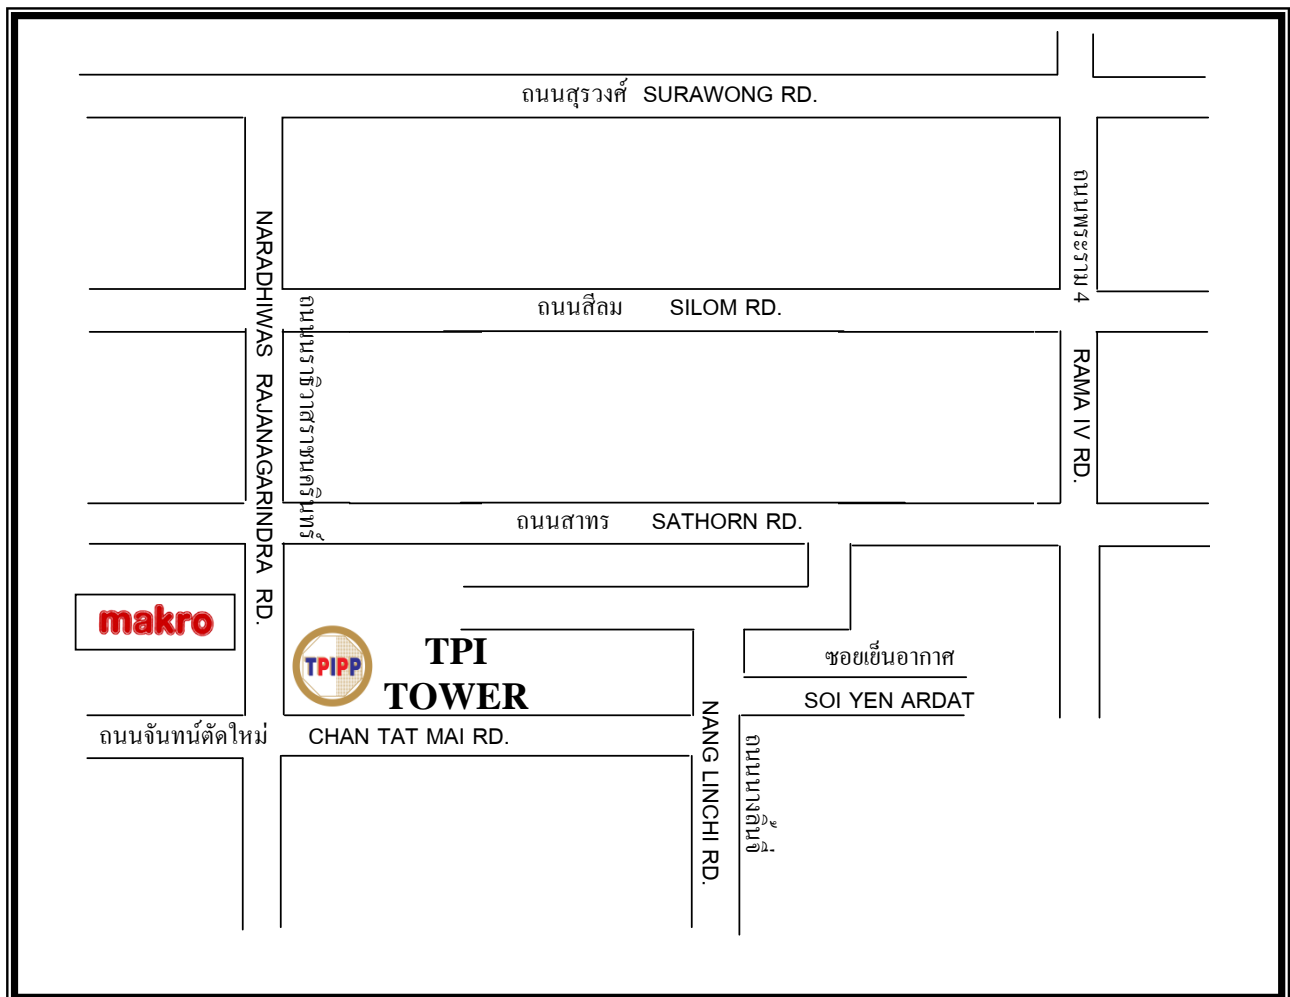 ถนนสุรวงศ์ SURAWONG RD.
ถนนพระราม 4
RAMA IV RD.
NARADHIWAS RAJANAGARINDRA RD.
ถนนนราธิวาสราชนครินทร์
ถนนสีลม SILOM RD.
ถนนสาทร SATHORN RD.
makro
TPIPP
TPI
TOWER
ซอยเย็นอากาศ
SOI YEN ARDAT
ถนนจันทน์ตัดใหม่ CHAN TAT MAI RD.
NANG LINCHI RD.
ถนนนางลิ้นจี่